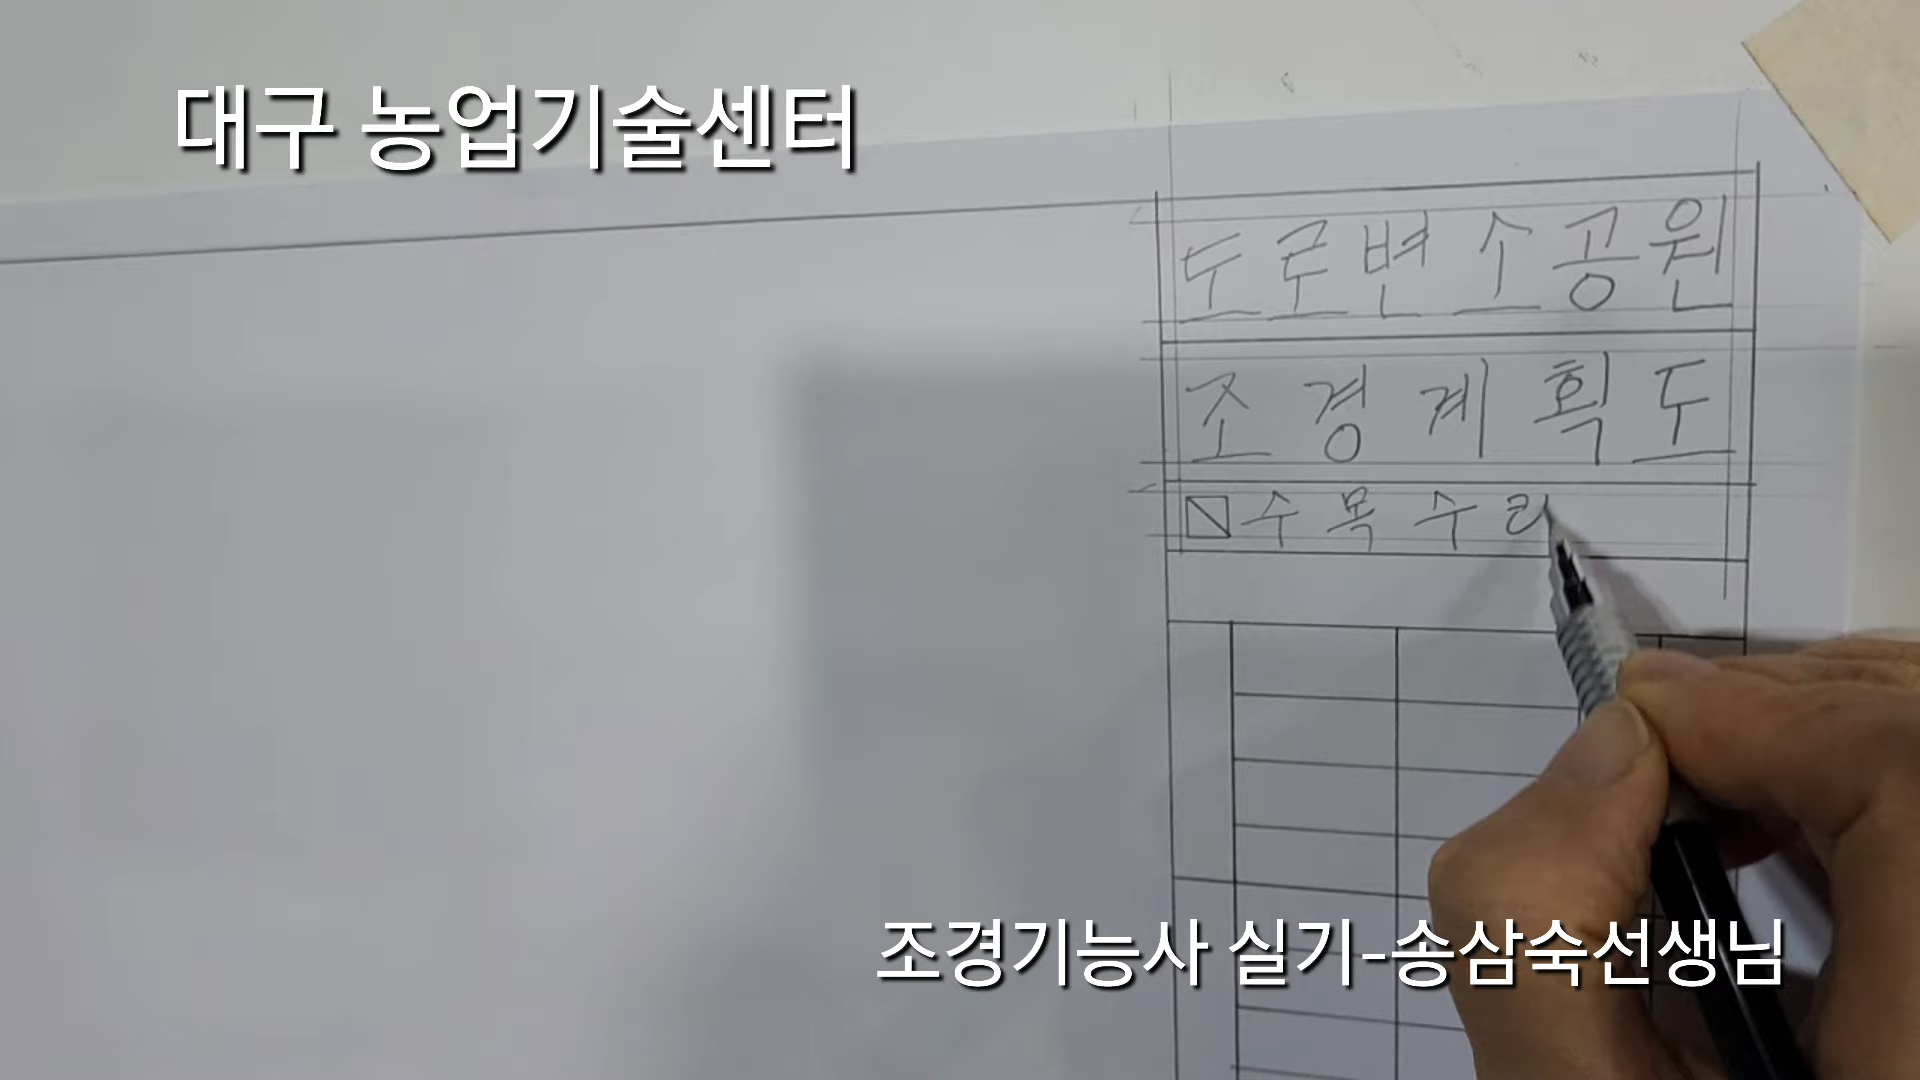 대구 농업기술센터
도로변소공원
조경계획도
수목수
조경기능사 실기-송삼숙선생님